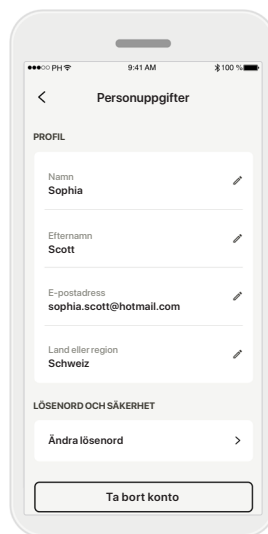 PH 9:41 AM 100 %
Personuppgifter
PROFIL
Namn
Sophia
Efternamn
Scott
E-postadress
sophia.scott@hotmail.com
Land eller region
Schweiz
LÖSENORD OCH SÄKERHET
Ändra lösenord
Ta bort konto